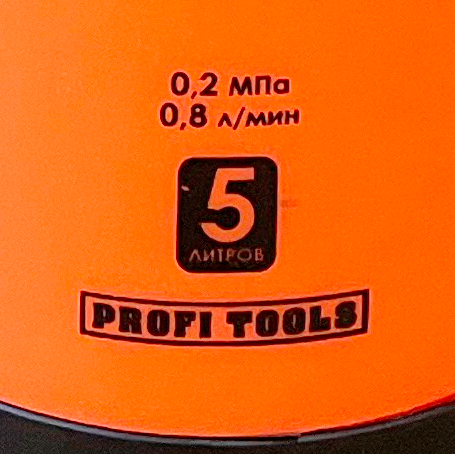 0,2 МПа
0,8 л/мин
5
ЛИТРОВ
PROFI TOOLS